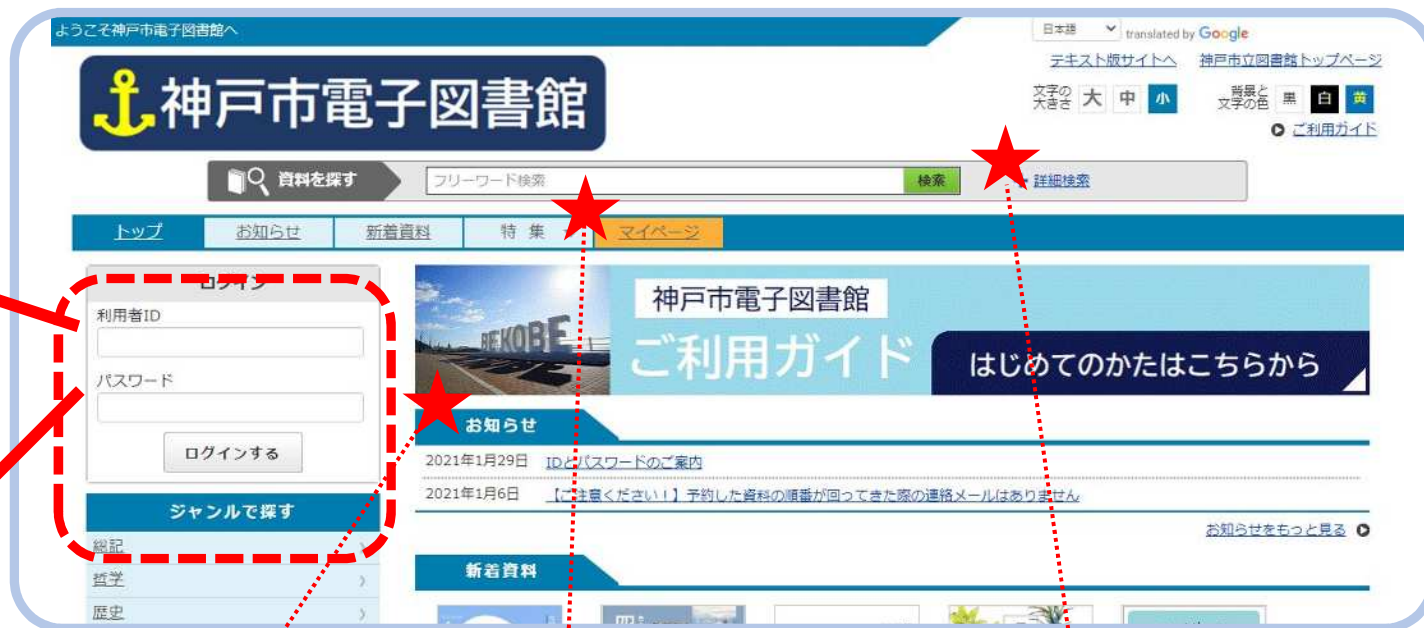 ようこそ神戸市電子図書館へ
日本語 translated by Google
テキスト版サイトへ 神戸市立図書館トップページ
神戸市電子図書館
文字の大きさ 大 中 小 背景と文字の色 黒 白 黄
ご利用ガイド
資料を探す フリーワード検索 検索 詳細検索
トップ お知らせ 新着資料 特集 マイページ
ログイン
利用者ID
パスワード
ログインする
ジャンルで探す
総記
哲学
歴史
BE KOBE
神戸市電子図書館
ご利用ガイド
はじめてのかたはこちらから
お知らせ
2021年1月29日 IDとパスワードのご案内
2021年1月6日 【ご注意ください!】予約した資料の順番が回ってきた際の連絡メールはありません
お知らせをもっと見る
新着資料